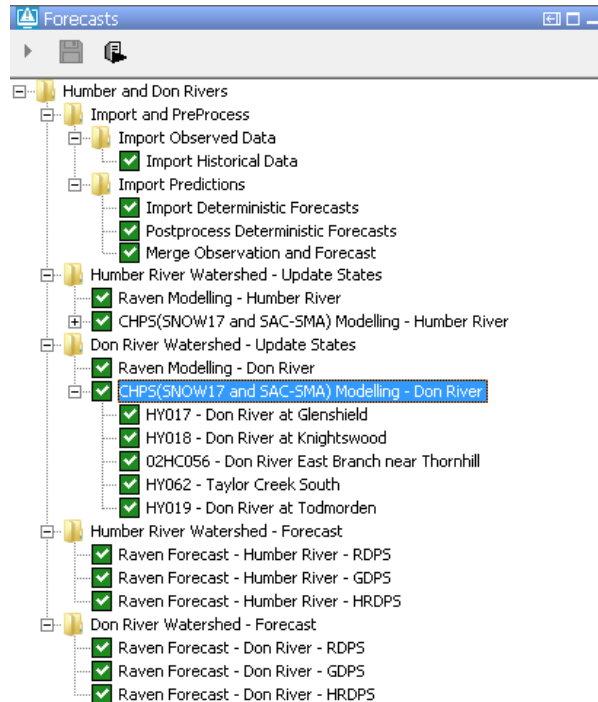 Forecasts
Humber and Don Rivers
Import and PreProcess
Import Observed Data
Import Historical Data
Import Predictions
Import Deterministic Forecasts
Postprocess Deterministic Forecasts
Merge Observation and Forecast
Humber River Watershed - Update States
Raven Modelling - Humber River
CHPS(SNOW17 and SAC-SMA) Modelling - Humber River
Don River Watershed - Update States
Raven Modelling - Don River
CHPS(SNOW17 and SAC-SMA) Modelling - Don River
HY017 - Don River at Glenshield
HY018 - Don River at Knightswood
02HC056 - Don River East Branch near Thornhill
HY062 - Taylor Creek South
HY019 - Don River at Todmorden
Humber River Watershed - Forecast
Raven Forecast - Humber River - RDPS
Raven Forecast - Humber River - GDPS
Raven Forecast - Humber River - HRDPS
Don River Watershed - Forecast
Raven Forecast - Don River - RDPS
Raven Forecast - Don River - GDPS
Raven Forecast - Don River - HRDPS